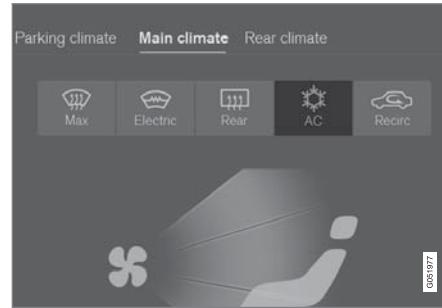 Parking climate Main climate Rear climate
Max Electric Rear AC Recirc
G051977